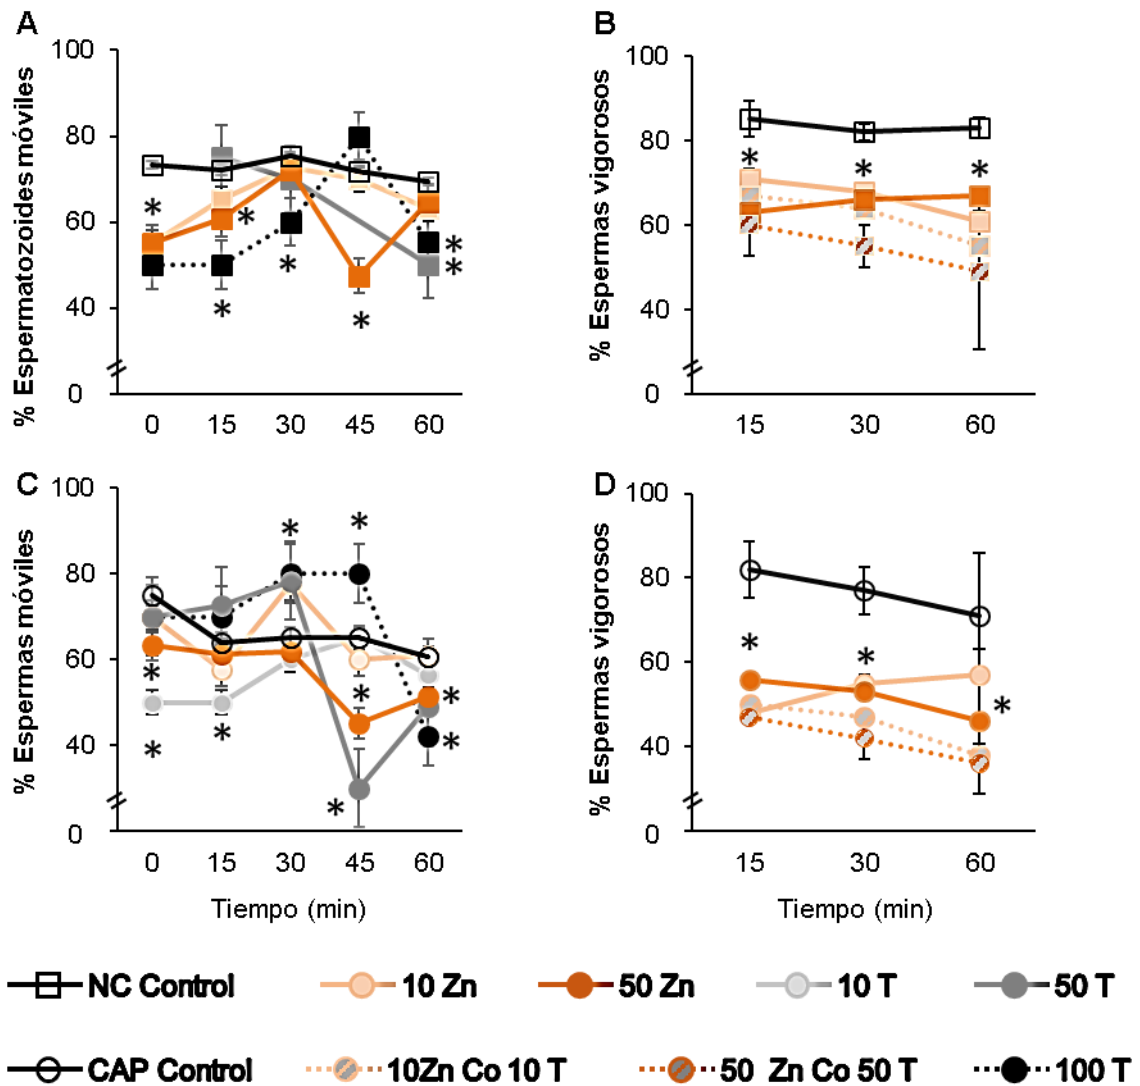 A
% Espermatozoides móviles
100
80
60
40
0
0 15 30 45 60
* * * * * * *
B
% Espermas vigorosos
100
80
60
40
0
15 30 60
* * *
C
% Espermas móviles
100
80
60
40
0
0 15 30 45 60
Tiempo (min)
* * * * * * * * *
D
% Espermas vigorosos
100
80
60
40
0
15 30 60
Tiempo (min)
* * *
NC Control 10 Zn 50 Zn 10 T 50 T
CAP Control 10Zn Co 10 T 50 Zn Co 50 T 100 T